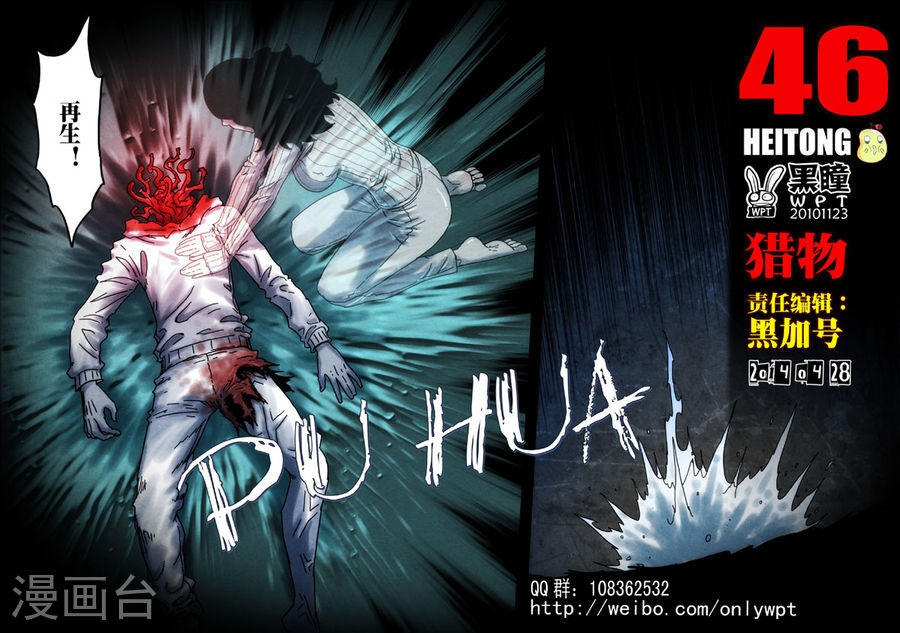 再生！
46
HEITONG
黑瞳
WPT
WPT
20101123
猎物
责任编辑：
黑加号
2014 04 28
PU HUA
QQ群：108362532
http://weibo.com/onlywpt
漫画台